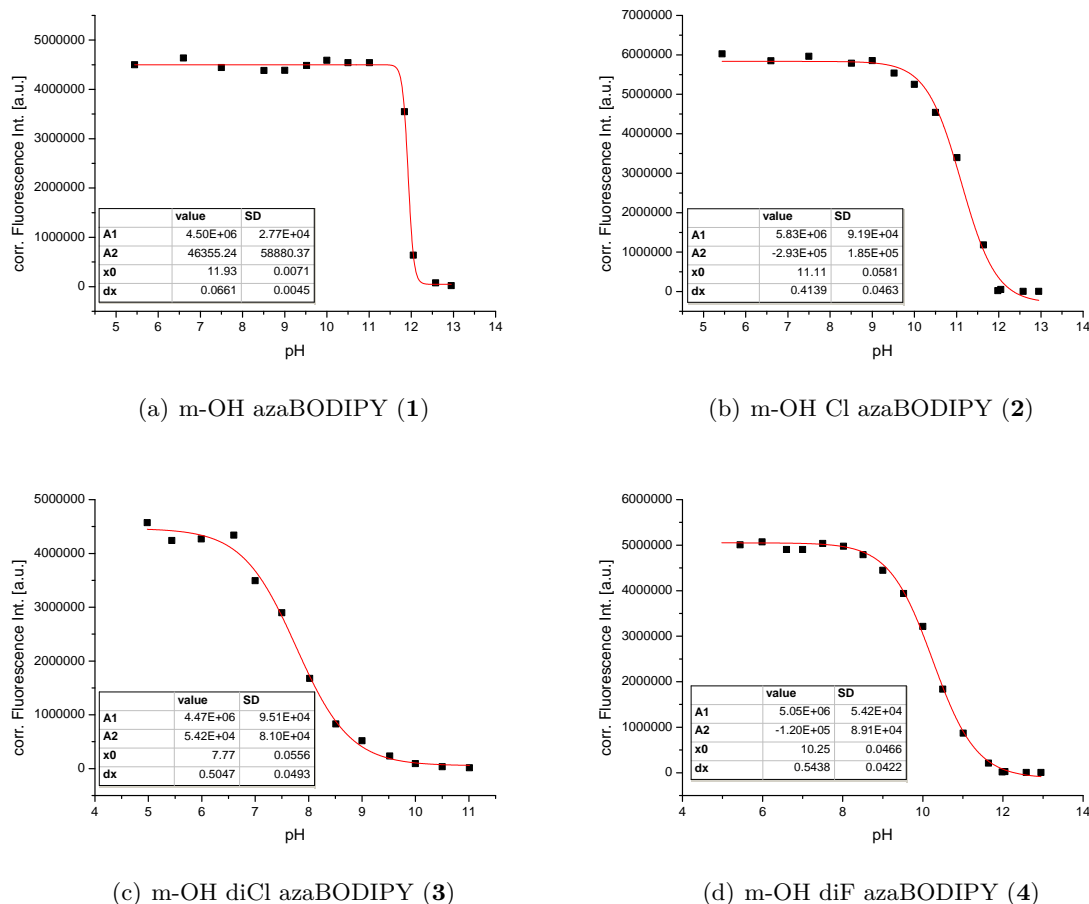 5000000
4000000
3000000
2000000
1000000
0
corr. Fluorescence Int. [a.u.]
value SD
A1 4.50E+06 2.77E+04
A2 46355.24 58880.37
x0 11.93 0.0071
dx 0.0661 0.0045
5 6 7 8 9 10 11 12 13 14
pH
(a) m-OH azaBODIPY (1)
7000000
6000000
5000000
4000000
3000000
2000000
1000000
0
corr. Fluorescence Int. [a.u.]
value SD
A1 5.83E+06 9.19E+04
A2 -2.93E+05 1.85E+05
x0 11.11 0.0581
dx 0.4139 0.0463
5 6 7 8 9 10 11 12 13 14
pH
(b) m-OH Cl azaBODIPY (2)
5000000
4000000
3000000
2000000
1000000
0
corr. Fluorescence Int. [a.u.]
value SD
A1 4.47E+06 9.51E+04
A2 5.42E+04 8.10E+04
x0 7.77 0.0556
dx 0.5047 0.0493
4 5 6 7 8 9 10 11
pH
(c) m-OH diCl azaBODIPY (3)
6000000
5000000
4000000
3000000
2000000
1000000
0
corr. Fluorescence Int. [a.u.]
value SD
A1 5.05E+06 5.42E+04
A2 -1.20E+05 8.91E+04
x0 10.25 0.0466
dx 0.5438 0.0422
4 6 8 10 12 14
pH
(d) m-OH diF azaBODIPY (4)